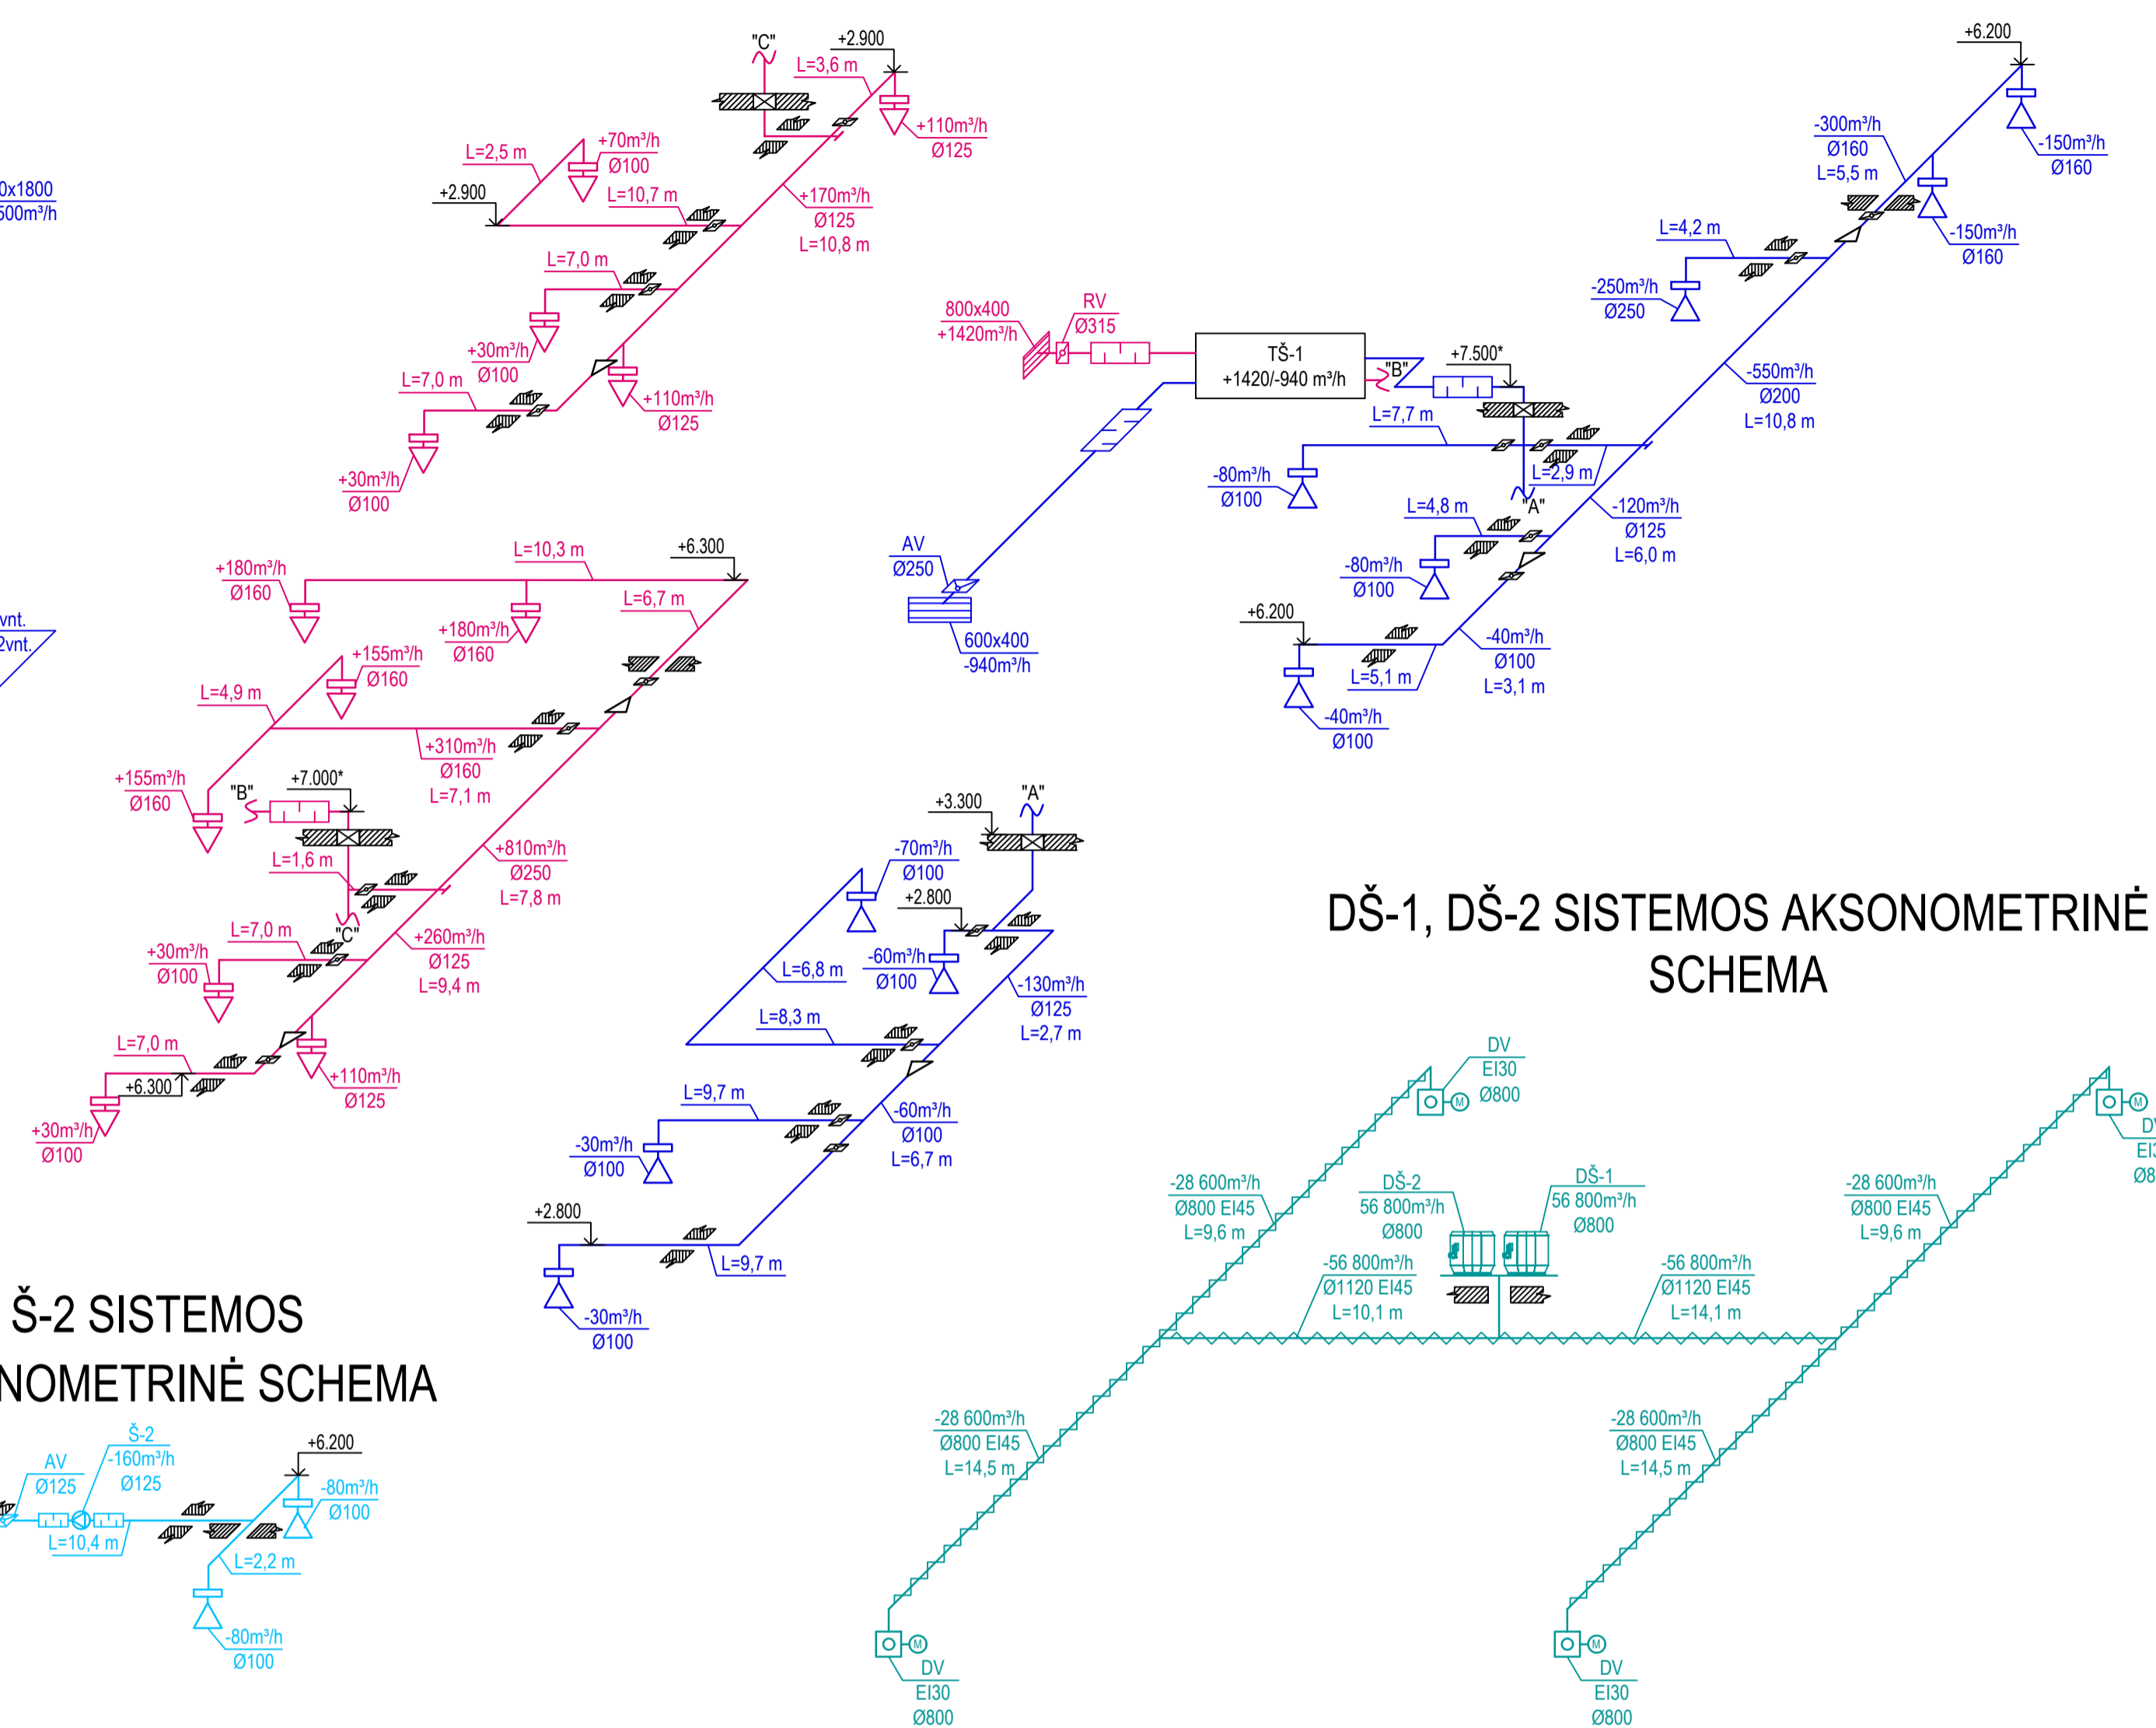 0x1800
500m³/h
vnt.
2vnt.
"C"
+2.900
L=3,6 m
+110m³/h
Ø125
L=2,5 m
+70m³/h
Ø100
+2.900
L=10,7 m
+170m³/h
Ø125
L=10,8 m
L=7,0 m
+30m³/h
Ø100
L=7,0 m
+110m³/h
Ø125
+30m³/h
Ø100
+6.200
-300m³/h
Ø160
L=5,5 m
-150m³/h
Ø160
-150m³/h
Ø160
L=4,2 m
-250m³/h
Ø250
800x400
+1420m³/h
RV
Ø315
TŠ-1
+1420/-940 m³/h
"B"
+7.500*
-550m³/h
Ø200
L=10,8 m
L=7,7 m
-80m³/h
Ø100
L=2,9 m
"A"
L=4,8 m
-120m³/h
Ø125
L=6,0 m
-80m³/h
Ø100
AV
Ø250
600x400
-940m³/h
+6.200
-40m³/h
Ø100
L=3,1 m
L=5,1 m
-40m³/h
Ø100
L=10,3 m
+6.300
+180m³/h
Ø160
+180m³/h
Ø160
L=6,7 m
+155m³/h
Ø160
L=4,9 m
+310m³/h
Ø160
L=7,1 m
+155m³/h
Ø160
"B"
+7.000*
L=1,6 m
+810m³/h
Ø250
L=7,8 m
"C"
L=7,0 m
+260m³/h
Ø125
L=9,4 m
+30m³/h
Ø100
L=7,0 m
+6.300
+110m³/h
Ø125
+30m³/h
Ø100
+3.300
"A"
-70m³/h
Ø100
+2.800
-60m³/h
Ø100
L=6,8 m
-130m³/h
Ø125
L=2,7 m
L=8,3 m
L=9,7 m
-60m³/h
Ø100
L=6,7 m
-30m³/h
Ø100
+2.800
L=9,7 m
-30m³/h
Ø100
DŠ-1, DŠ-2 SISTEMOS AKSONOMETRINĖ
SCHEMA
DV
EI30
Ø800
M
M
-28 600m³/h
Ø800 EI45
L=9,6 m
DŠ-2
56 800m³/h
Ø800
DŠ-1
56 800m³/h
Ø800
-28 600m³/h
Ø800 EI45
L=9,6 m
-56 800m³/h
Ø1120 EI45
L=10,1 m
-56 800m³/h
Ø1120 EI45
L=14,1 m
-28 600m³/h
Ø800 EI45
L=14,5 m
-28 600m³/h
Ø800 EI45
L=14,5 m
M
DV
EI30
Ø800
M
DV
EI30
Ø800
Š-2 SISTEMOS
NOMETRINĖ SCHEMA
AV
Ø125
Š-2
-160m³/h
Ø125
+6.200
-80m³/h
Ø100
L=10,4 m
L=2,2 m
-80m³/h
Ø100